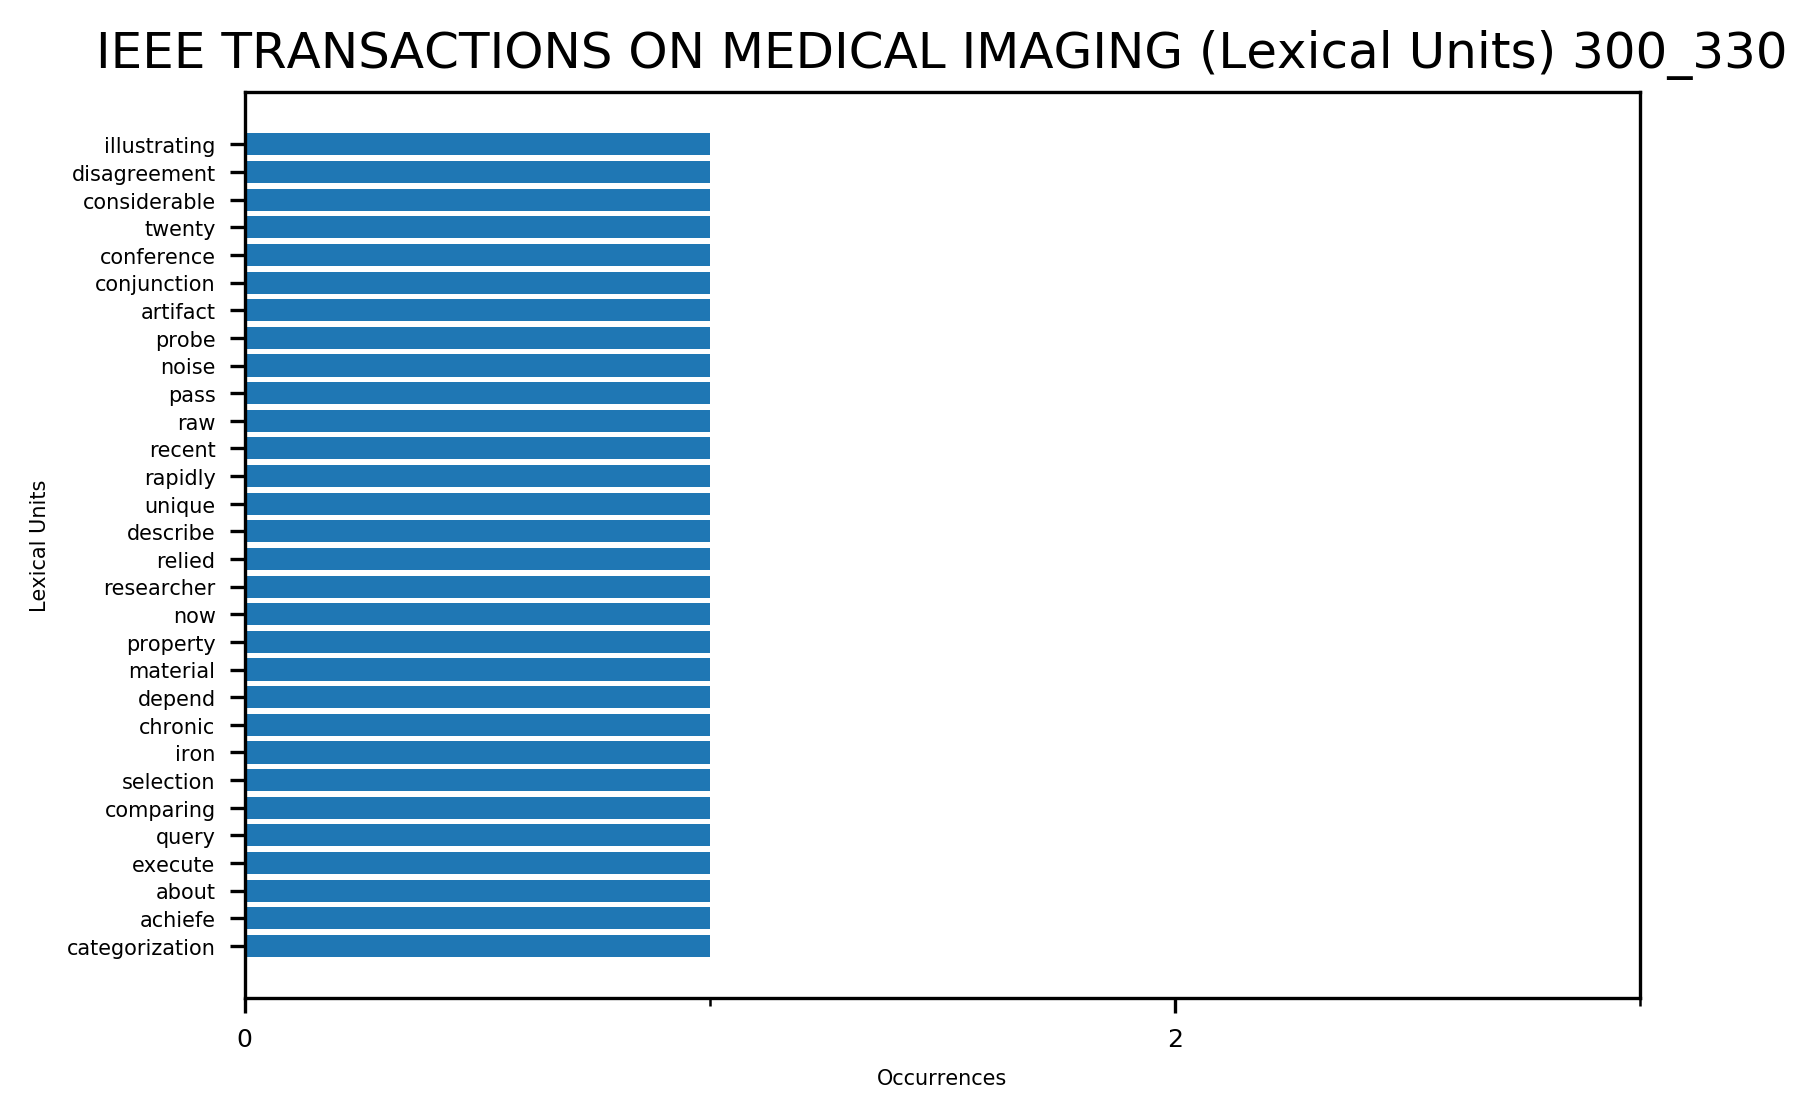 IEEE TRANSACTIONS ON MEDICAL IMAGING (Lexical Units) 300_330
illustrating
disagreement
considerable
twenty
conference
conjunction
artifact
probe
noise
pass
raw
recent
rapidly
unique
describe
relied
researcher
now
property
material
depend
chronic
iron
selection
comparing
query
execute
about
achiefe
categorization
Lexical Units
0 2
Occurrences